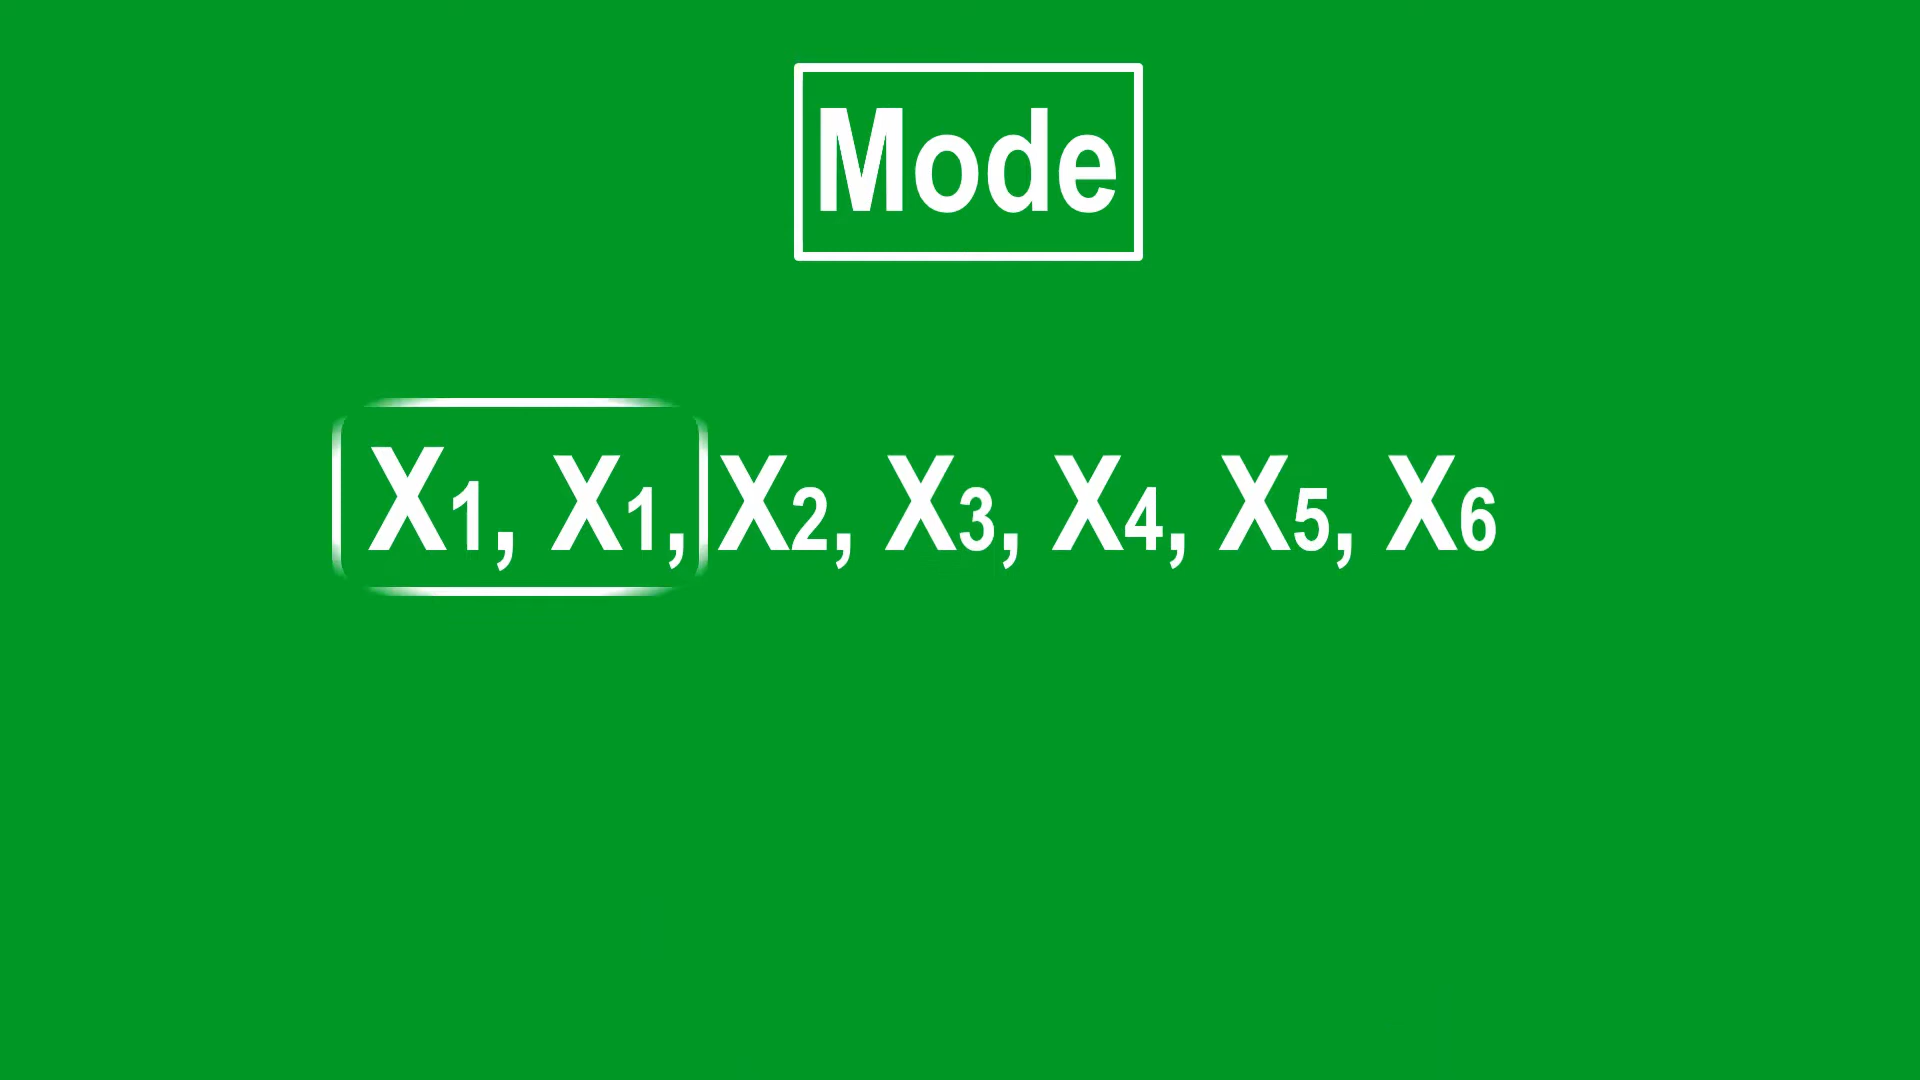 Mode
X1, X1, X2, X3, X4, X5, X6